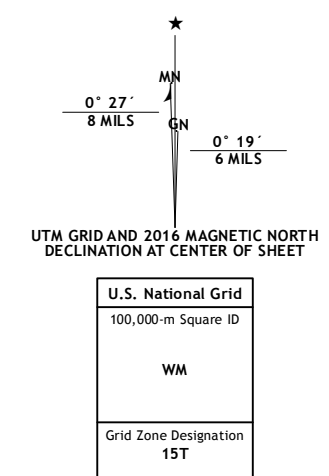 ★
MN
0° 27´
8 MILS
GN
0° 19´
6 MILS
UTM GRID AND 2016 MAGNETIC NORTH
DECLINATION AT CENTER OF SHEET
U.S. National Grid
100,000-m Square ID
WM
Grid Zone Designation
15T